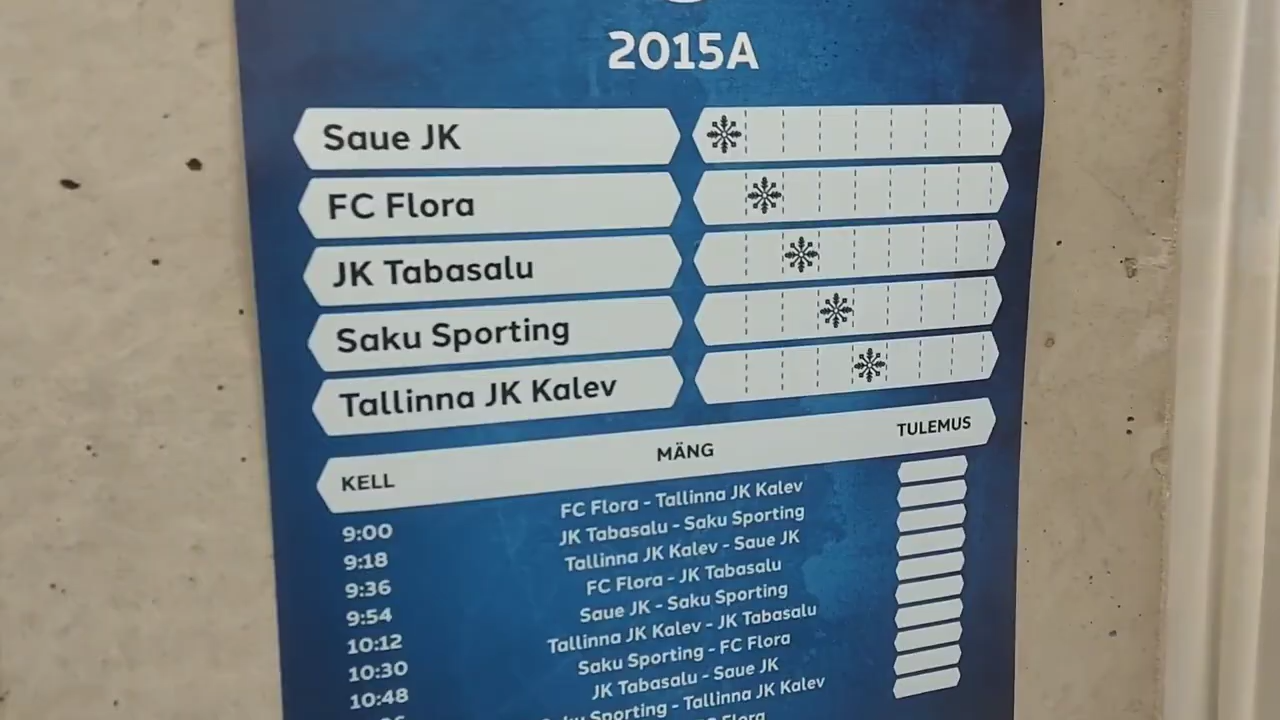 2015A
Saue JK
FC Flora
JK Tabasalu
Saku Sporting
Tallinna JK Kalev
KELL MÄNG TULEMUS
9:00 FC Flora - Tallinna JK Kalev
9:18 JK Tabasalu - Saku Sporting
9:36 Tallinna JK Kalev - Saue JK
9:54 FC Flora - JK Tabasalu
10:12 Saue JK - Saku Sporting
10:30 Tallinna JK Kalev - JK Tabasalu
10:48 Saku Sporting - FC Flora
JK Tabasalu - Saue JK
Sporting - Tallinna JK Kalev
Flora